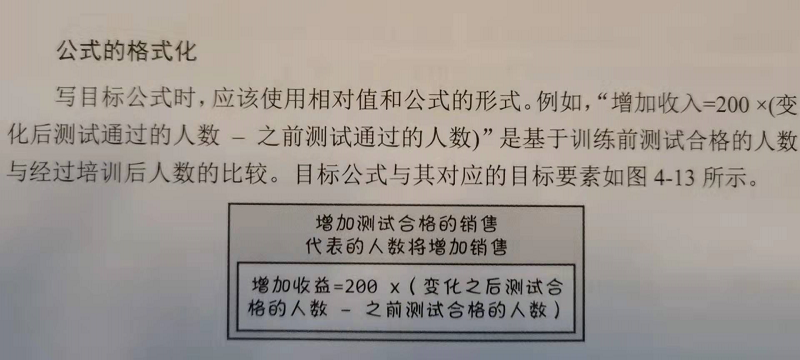 公式的格式化
写目标公式时，应该使用相对值和公式的形式。例如，“增加收入=200 ×(变
化后测试通过的人数 – 之前测试通过的人数)”是基于训练前测试合格的人数
与经过培训后人数的比较。目标公式与其对应的目标要素如图 4-13 所示。
增加测试合格的销售
代表的人数将增加销售
增加收益=200 x（变化之后测试合
格的人数 – 之前测试合格的人数）